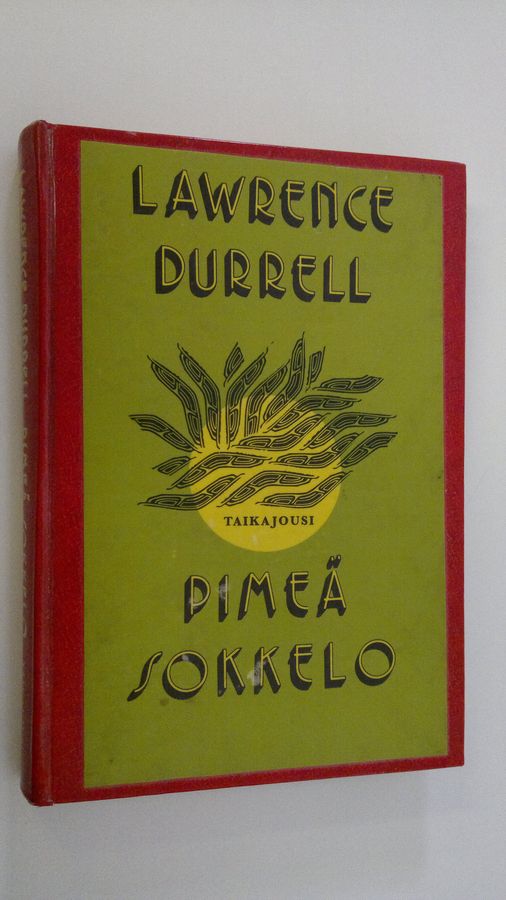 LAWRENCE
DURRELL
TAIKAJOUSI
PIMEÄ
SOKKELO